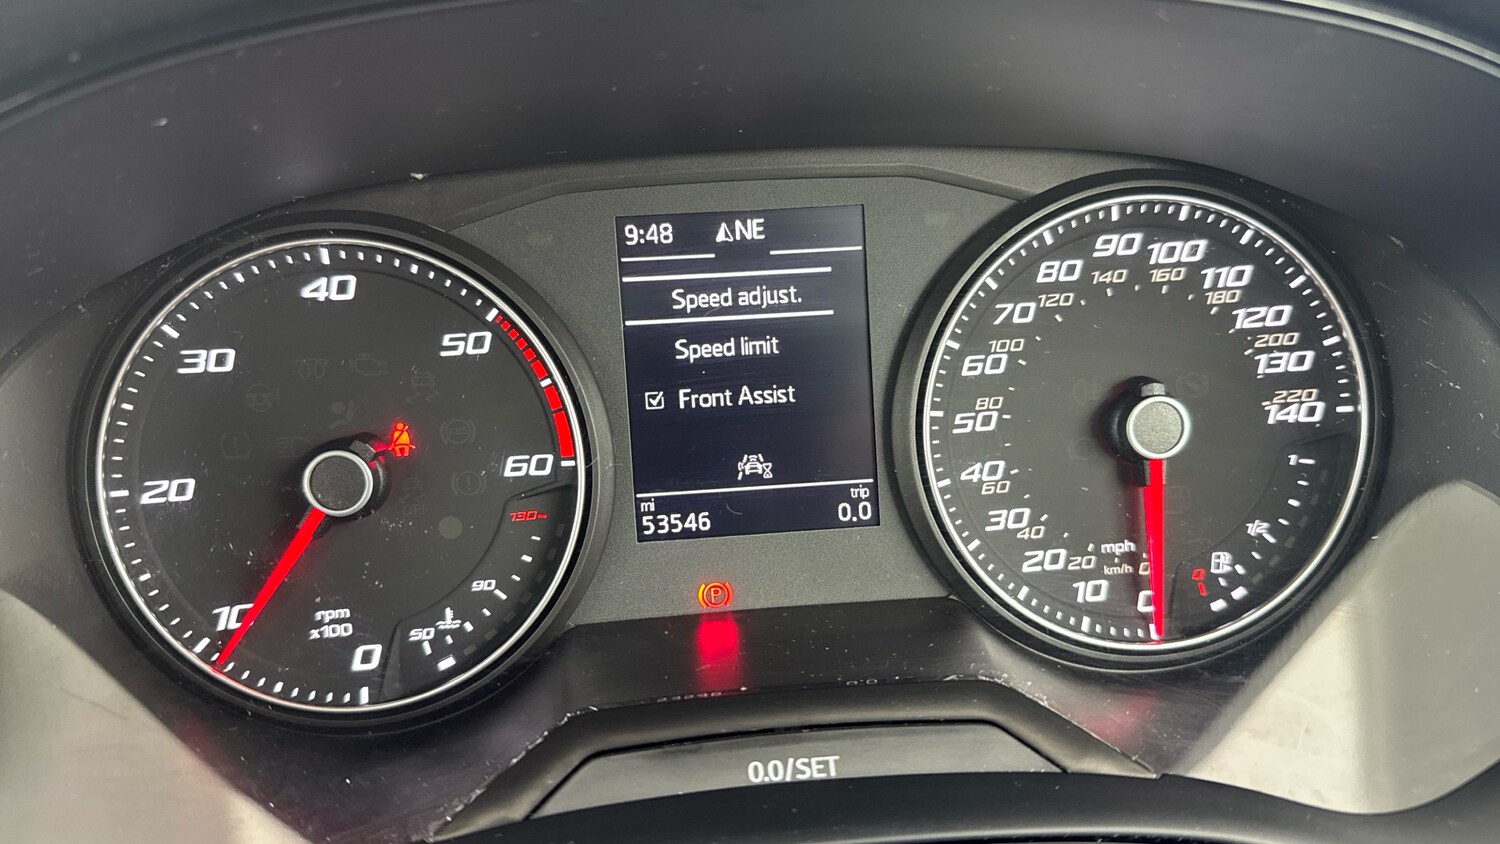 9:48 NE
Speed adjust.
Speed limit
Front Assist
mi
trip
53546
0.0
40
50
30
60
20
130
10
90
rpm
x100
50
0
P
90 100
80 140 160 110
70 120 180 120
100 200
60 130
80 220
50 140
40 1
60
30 1/2
40
20 20 mph
km/h 0
10 0 0
0.0/SET